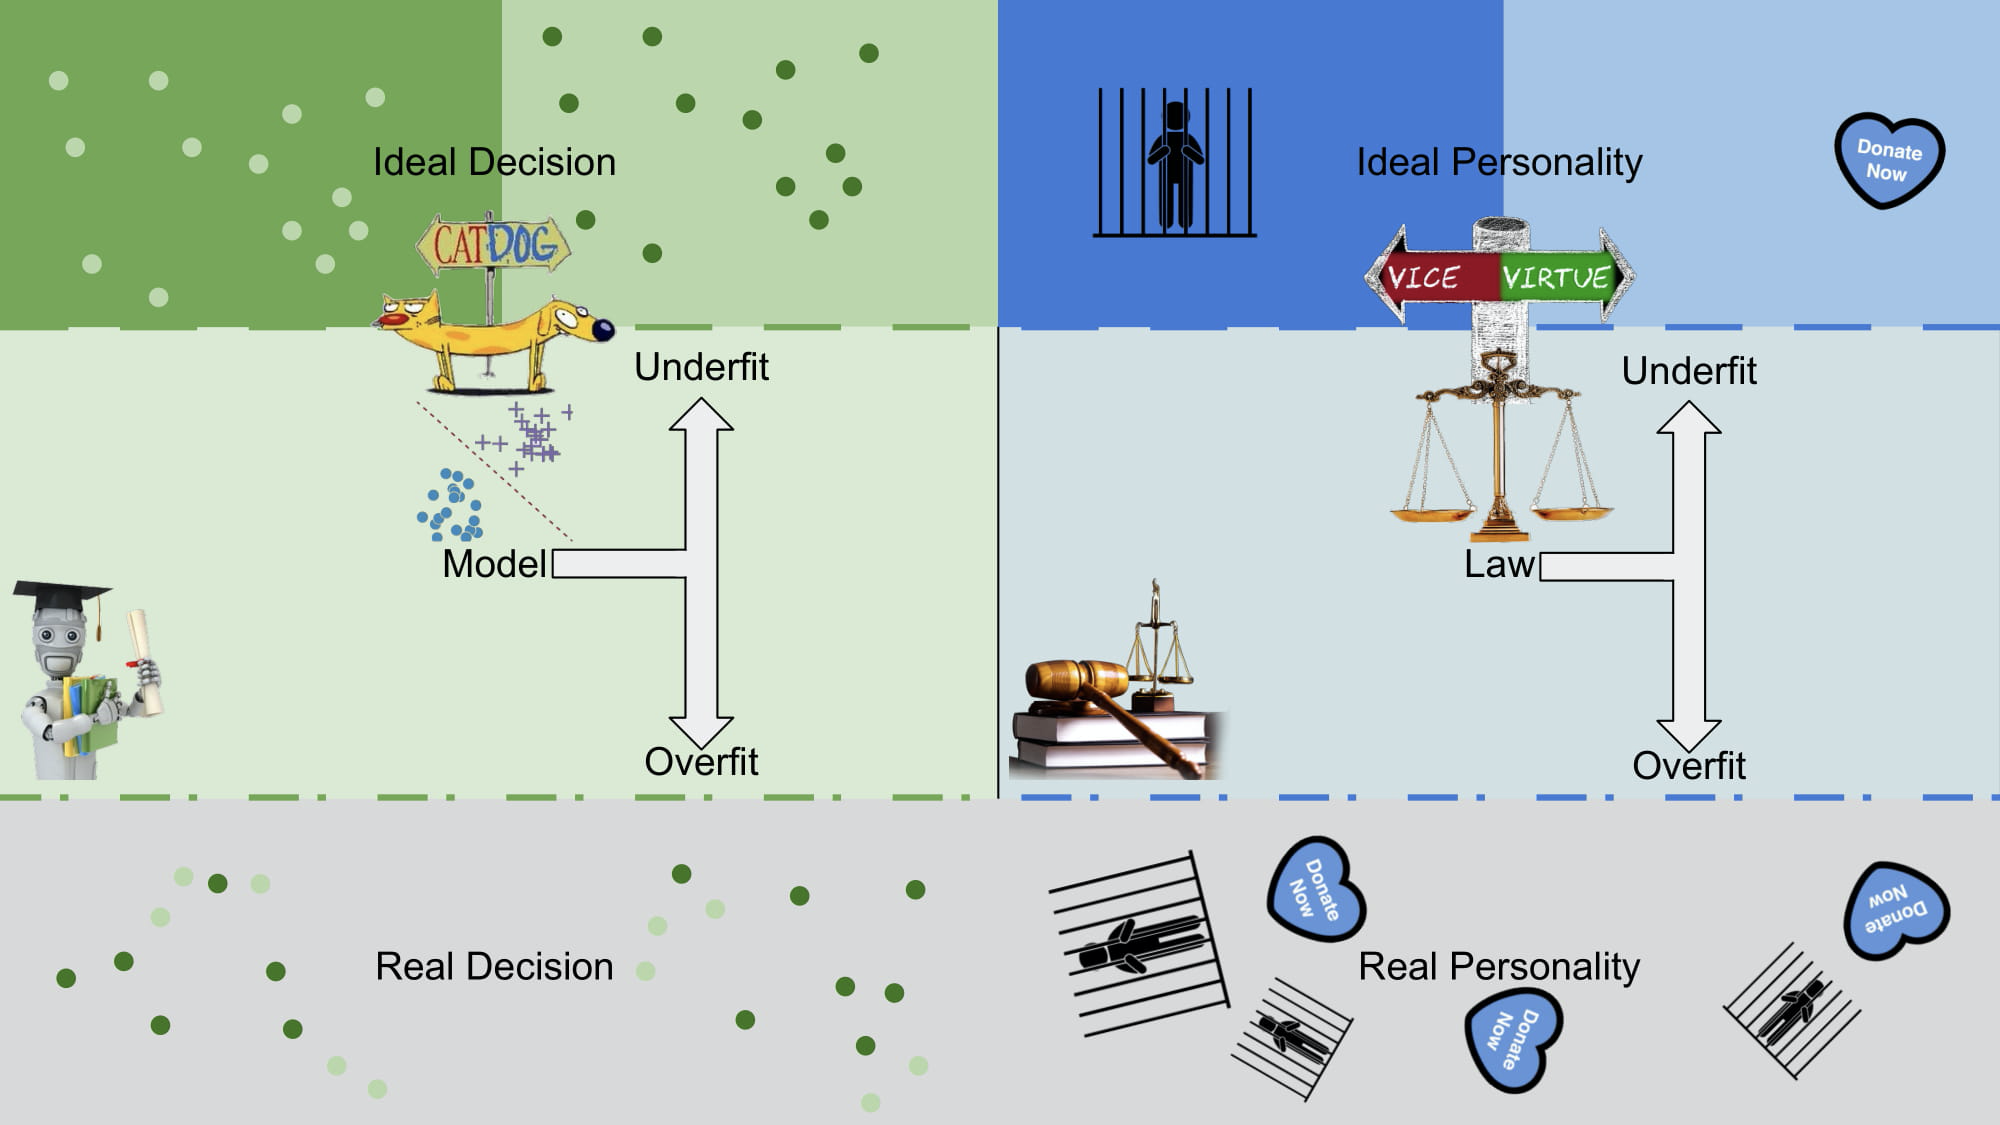 Ideal Decision
CATDOG
Underfit
Model
Overfit
Real Decision
Ideal Personality
Donate
Now
VICE VIRTUE
Underfit
Law
Overfit
Donate
Now
Donate
Now
Real Personality
Donate
Now